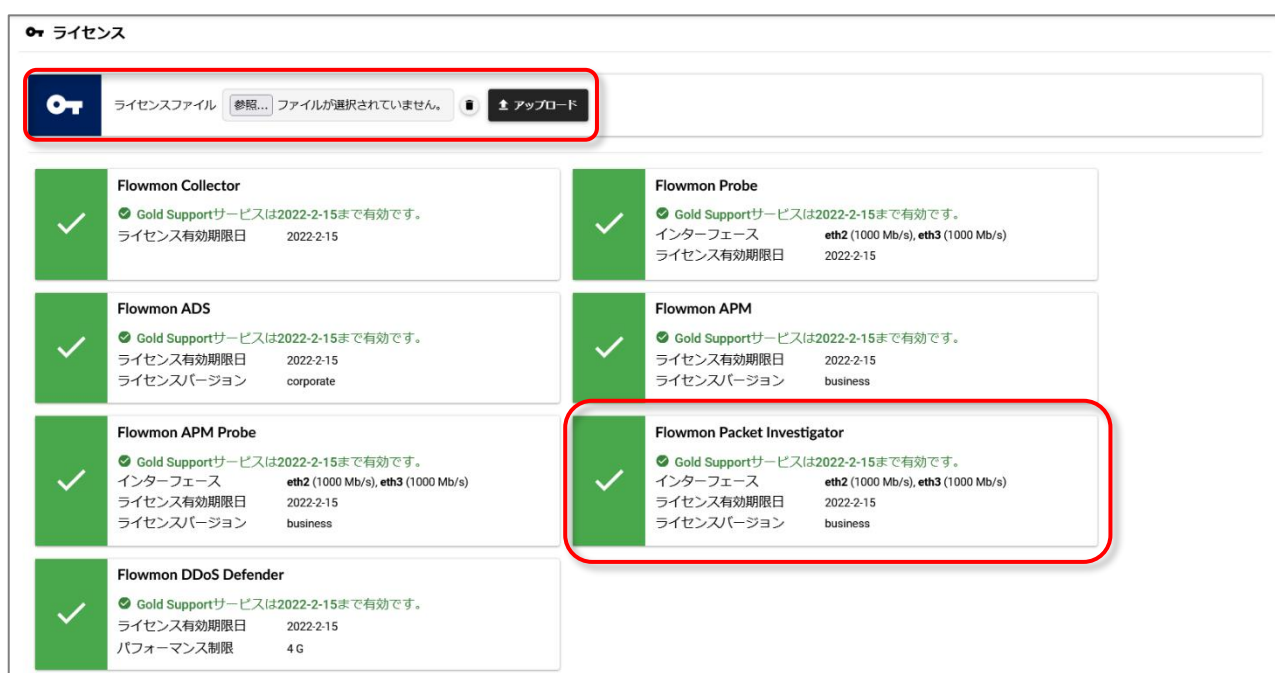 ライセンス
ライセンスファイル 参照... ファイルが選択されていません。 アップロード
Flowmon Collector
Gold Supportサービスは2022-2-15まで有効です。
ライセンス有効期限日 2022-2-15
Flowmon Probe
Gold Supportサービスは2022-2-15まで有効です。
インターフェース eth2 (1000 Mb/s), eth3 (1000 Mb/s)
ライセンス有効期限日 2022-2-15
Flowmon ADS
Gold Supportサービスは2022-2-15まで有効です。
ライセンス有効期限日 2022-2-15
ライセンスバージョン corporate
Flowmon APM
Gold Supportサービスは2022-2-15まで有効です。
ライセンス有効期限日 2022-2-15
ライセンスバージョン business
Flowmon APM Probe
Gold Supportサービスは2022-2-15まで有効です。
インターフェース eth2 (1000 Mb/s), eth3 (1000 Mb/s)
ライセンス有効期限日 2022-2-15
ライセンスバージョン business
Flowmon Packet Investigator
Gold Supportサービスは2022-2-15まで有効です。
インターフェース eth2 (1000 Mb/s), eth3 (1000 Mb/s)
ライセンス有効期限日 2022-2-15
ライセンスバージョン business
Flowmon DDoS Defender
Gold Supportサービスは2022-2-15まで有効です。
ライセンス有効期限日 2022-2-15
パフォーマンス制限 4 G